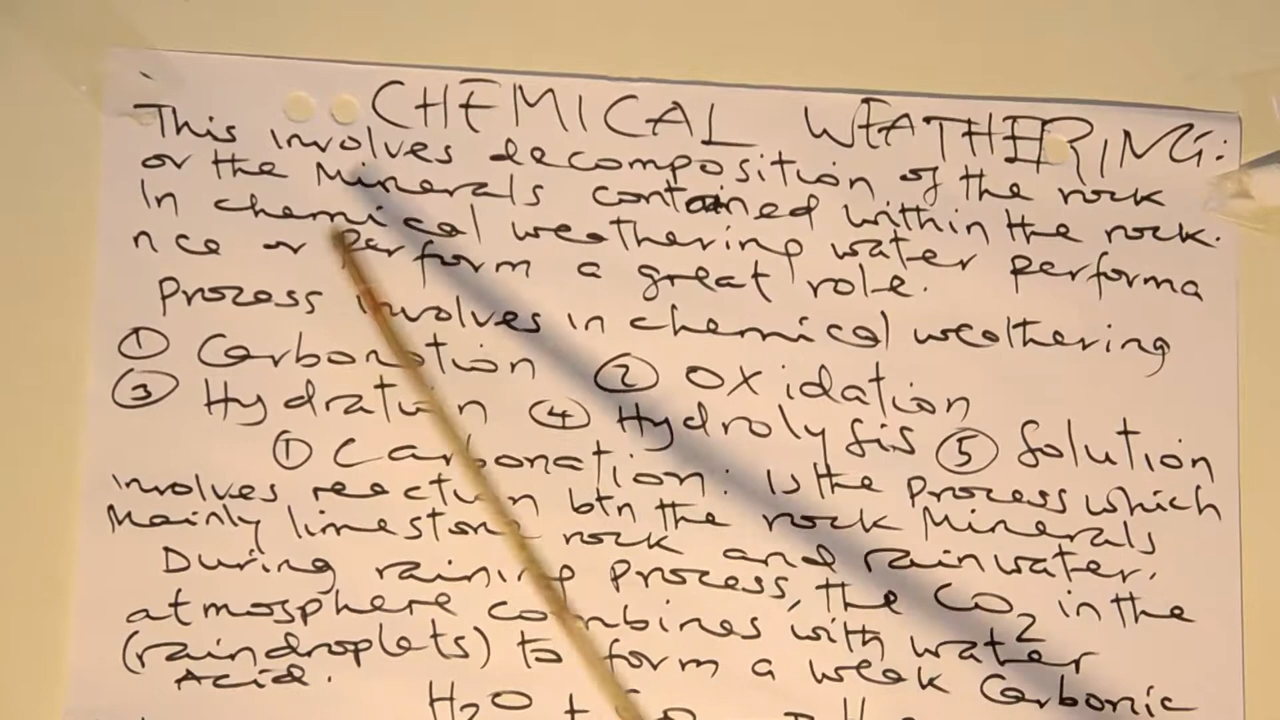 CHEMICAL WEATHERING:
This involves decomposition of the rock
or the Minerals contained within the rock.
In chemical weathering water performa
nce or perform a great role.
Process involves in chemical weathering
① Carbonation ② Oxidation
③ Hydration ④ Hydrolysis ⑤ Solution
① Carbonation: Is the process which
involves reaction btn the rock Minerals
Mainly limestone rock and rainwater.
During raining process, the CO₂ in the
atmosphere combines with water
(raindroplets) to form a weak Carbonic
Acid.
H₂O +